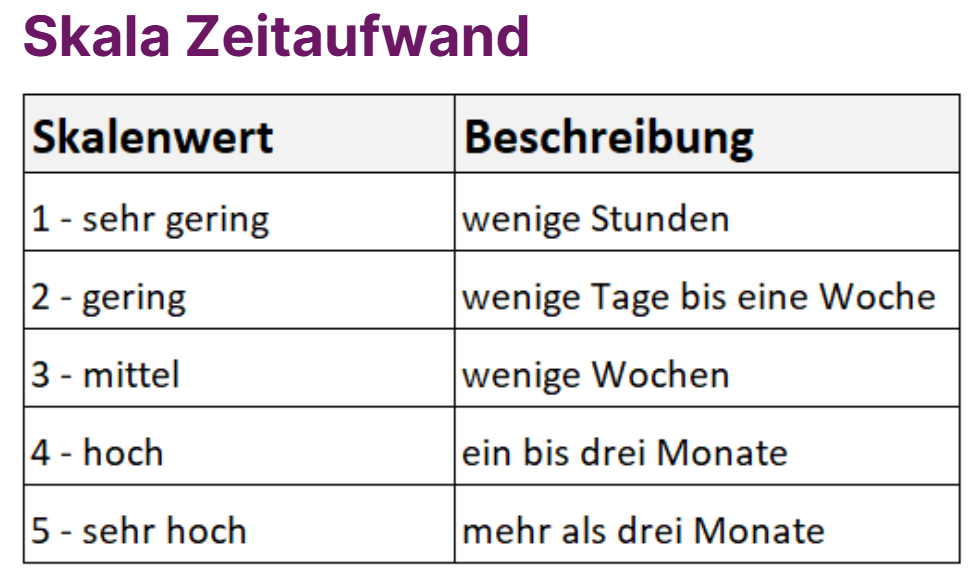 Skala Zeitaufwand
Skalenwert Beschreibung
1 - sehr gering wenige Stunden
2 - gering wenige Tage bis eine Woche
3 - mittel wenige Wochen
4 - hoch ein bis drei Monate
5 - sehr hoch mehr als drei Monate